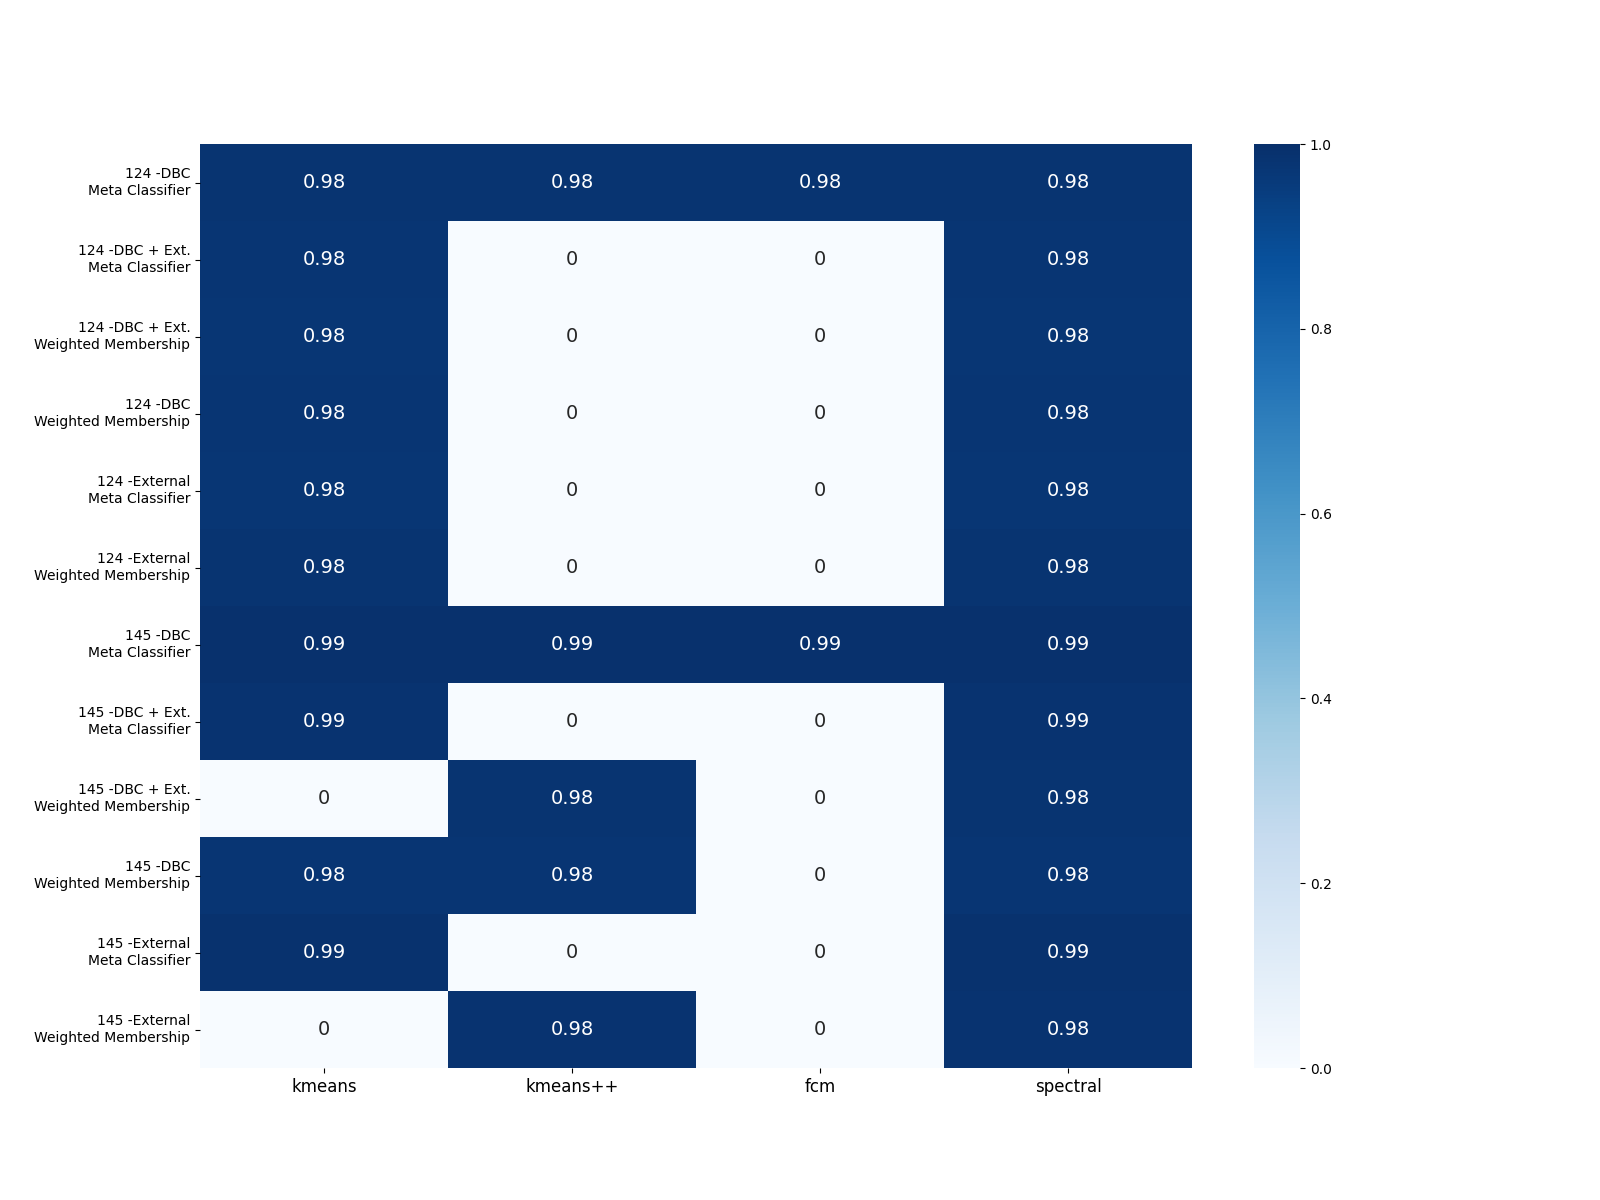 124 -DBC
Meta Classifier
0.98 0.98 0.98 0.98
124 -DBC + Ext.
Meta Classifier
0.98 0 0 0.98
124 -DBC + Ext.
Weighted Membership
0.98 0 0 0.98
124 -DBC
Weighted Membership
0.98 0 0 0.98
124 -External
Meta Classifier
0.98 0 0 0.98
124 -External
Weighted Membership
0.98 0 0 0.98
145 -DBC
Meta Classifier
0.99 0.99 0.99 0.99
145 -DBC + Ext.
Meta Classifier
0.99 0 0 0.99
145 -DBC + Ext.
Weighted Membership
0 0.98 0 0.98
145 -DBC
Weighted Membership
0.98 0.98 0 0.98
145 -External
Meta Classifier
0.99 0 0 0.99
145 -External
Weighted Membership
0 0.98 0 0.98
kmeans kmeans++ fcm spectral
1.0
0.8
0.6
0.4
0.2
0.0